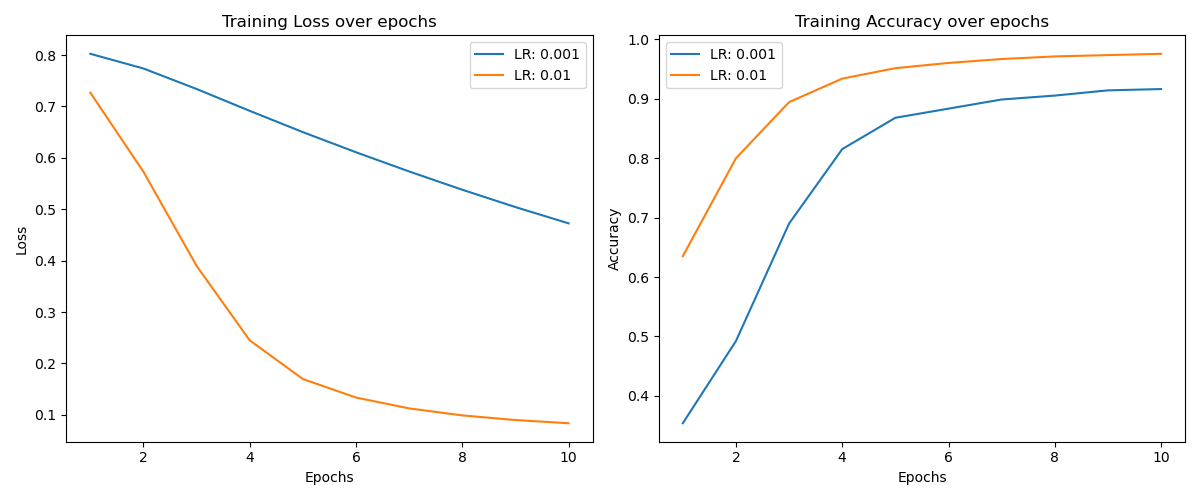 Training Loss over epochs
Loss
0.8
0.7
0.6
0.5
0.4
0.3
0.2
0.1
LR: 0.001
LR: 0.01
2 4 6 8 10
Epochs
Training Accuracy over epochs
Accuracy
1.0
0.9
0.8
0.7
0.6
0.5
0.4
LR: 0.001
LR: 0.01
2 4 6 8 10
Epochs